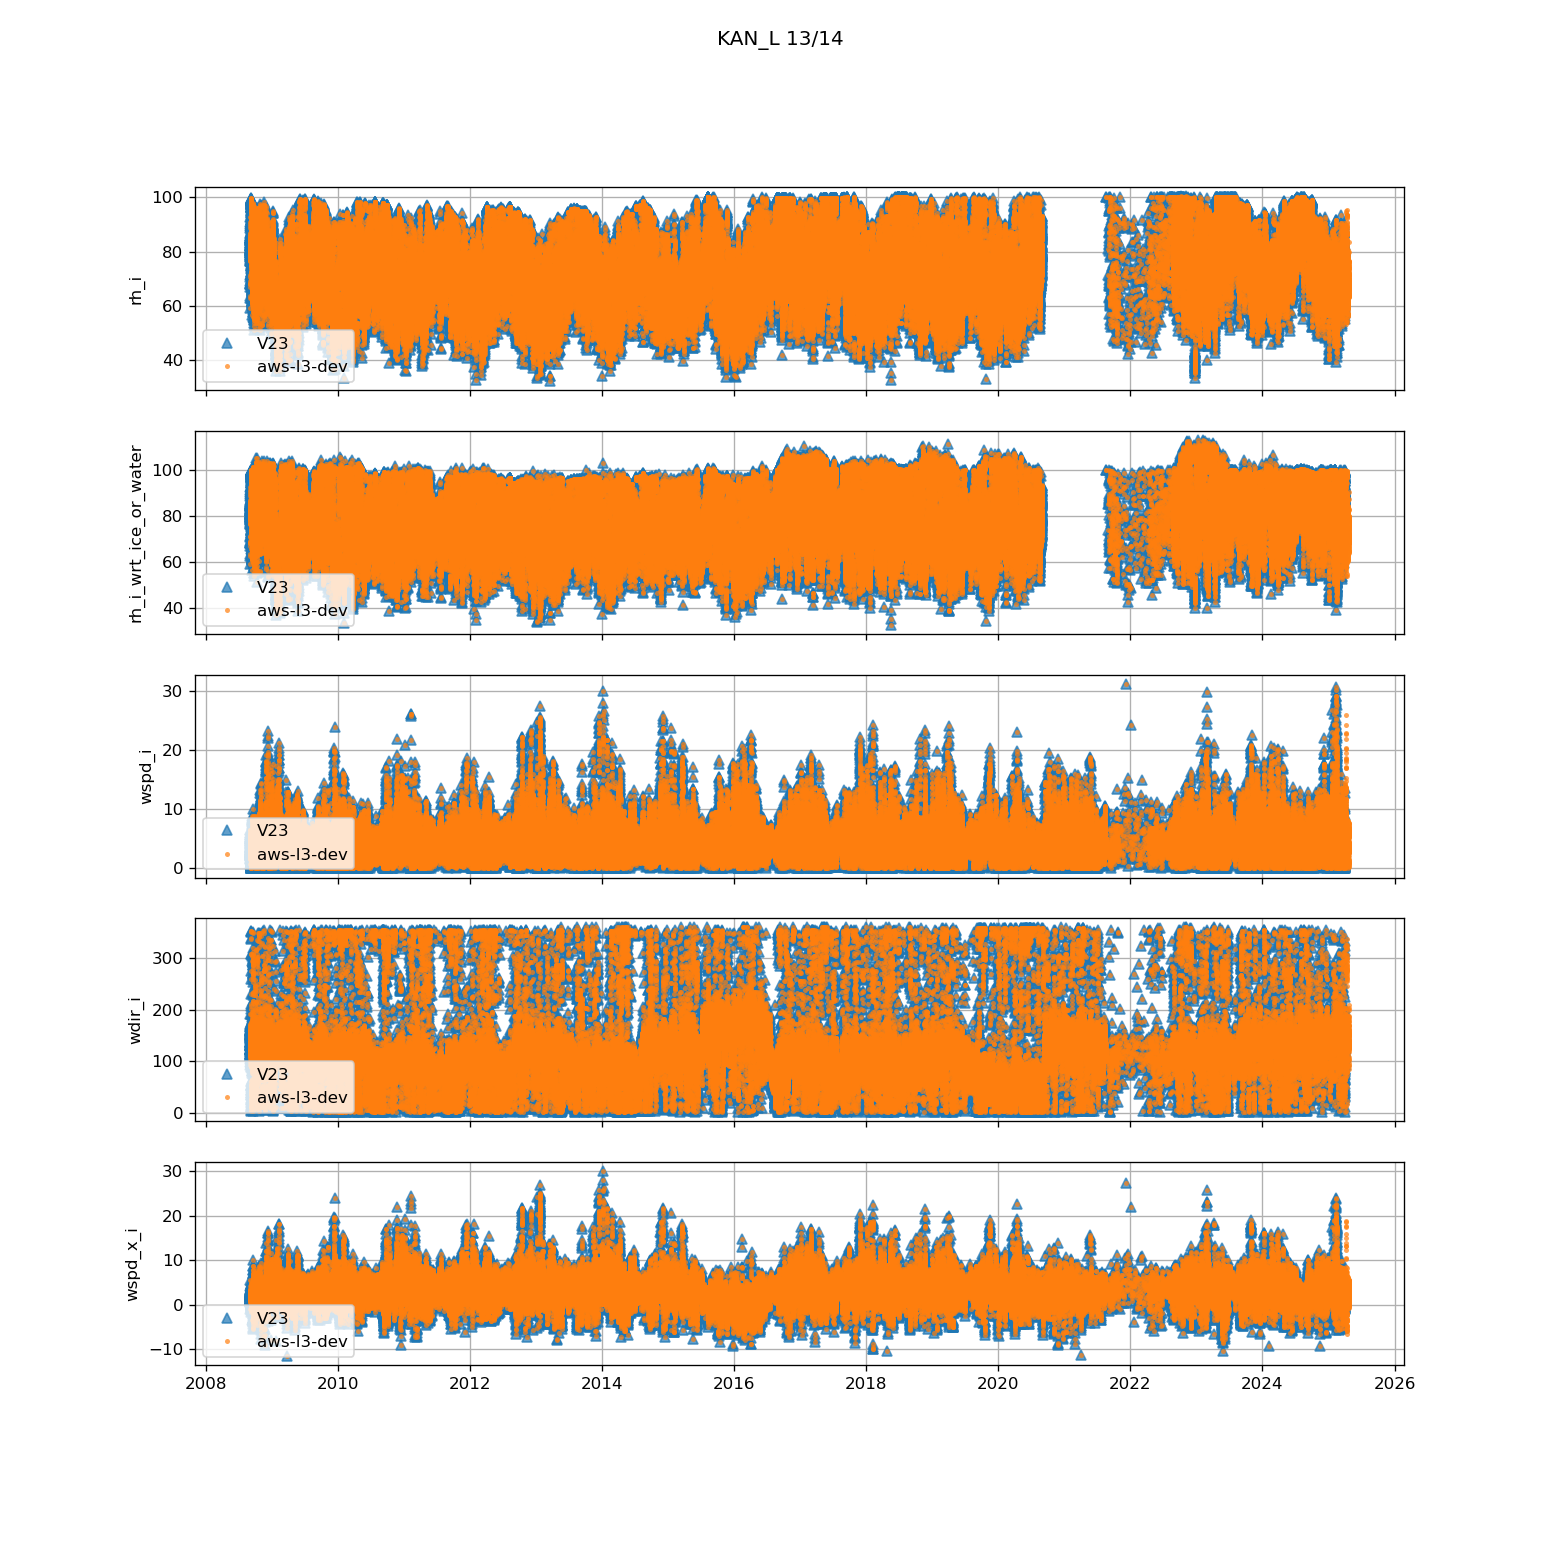 KAN_L 13/14
100
80
60
40
rh_i
V23
aws-l3-dev
100
80
60
40
rh_i_wrt_ice_or_water
V23
aws-l3-dev
30
20
10
0
wspd_i
V23
aws-l3-dev
300
200
100
0
wdir_i
V23
aws-l3-dev
30
20
10
0
−10
wspd_x_i
V23
aws-l3-dev
2008 2010 2012 2014 2016 2018 2020 2022 2024 2026